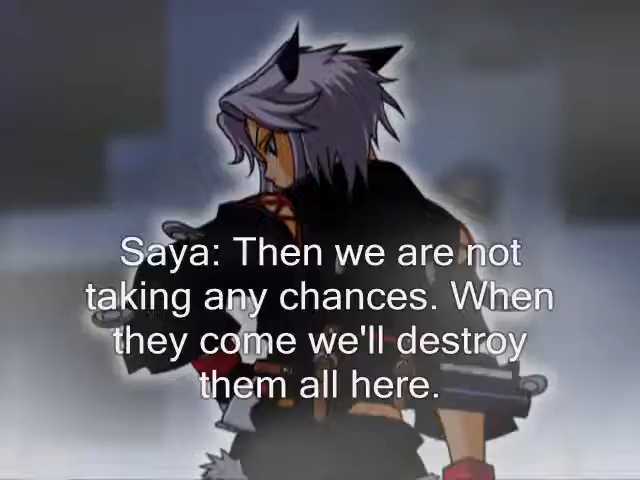 Saya: Then we are not
taking any chances. When
they come we'll destroy
them all here.